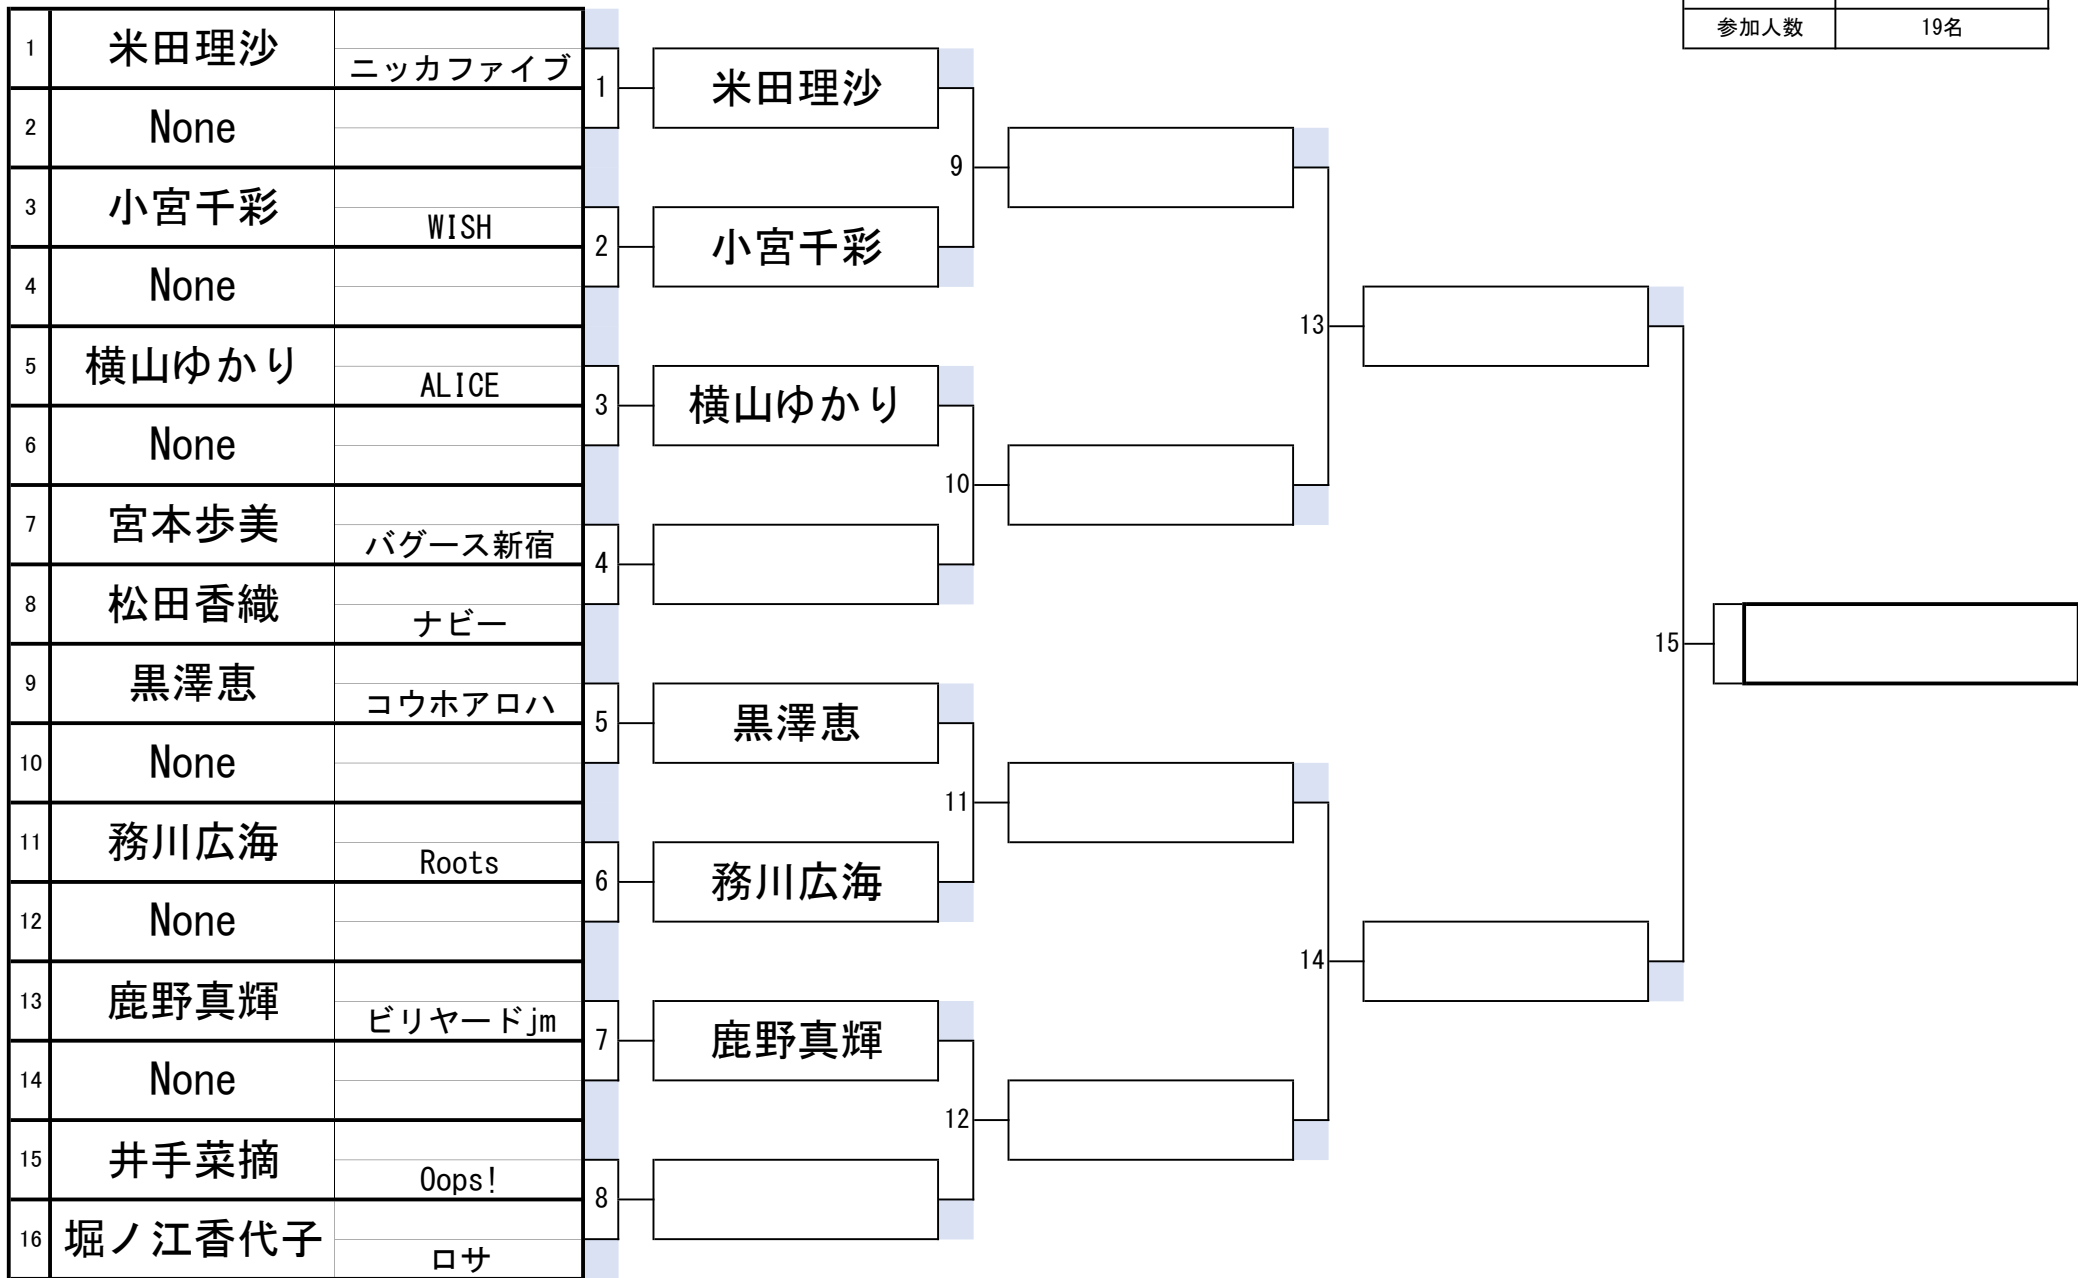 参加人数 19名
1 米田理沙 ニッカファイブ
2 None
3 小宮千彩 WISH
4 None
5 横山ゆかり ALICE
6 None
7 宮本歩美 バグース新宿
8 松田香織 ナビー
9 黒澤恵 コウホアロハ
10 None
11 務川広海 Roots
12 None
13 鹿野真輝 ビリヤードjm
14 None
15 井手菜摘 Oops!
16 堀ノ江香代子 ロサ
1 米田理沙
2 小宮千彩
3 横山ゆかり
4
5 黒澤恵
6 務川広海
7 鹿野真輝
8
9
10
11
12
13
14
15